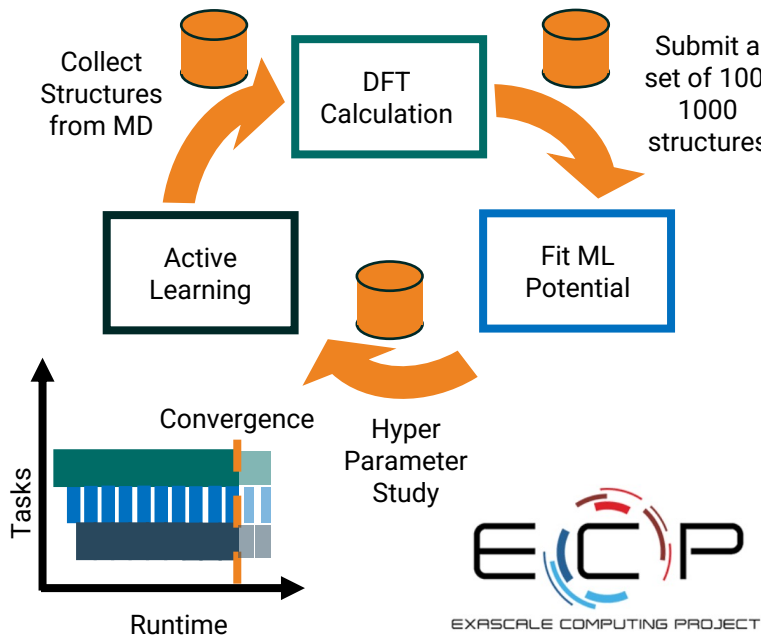 Collect
Structures
from MD
DFT
Calculation
Submit a
set of 100
1000
structures
Active
Learning
Fit ML
Potential
Convergence
Hyper
Parameter
Study
Tasks
Runtime
ECP
EXASCALE COMPUTING PROJECT